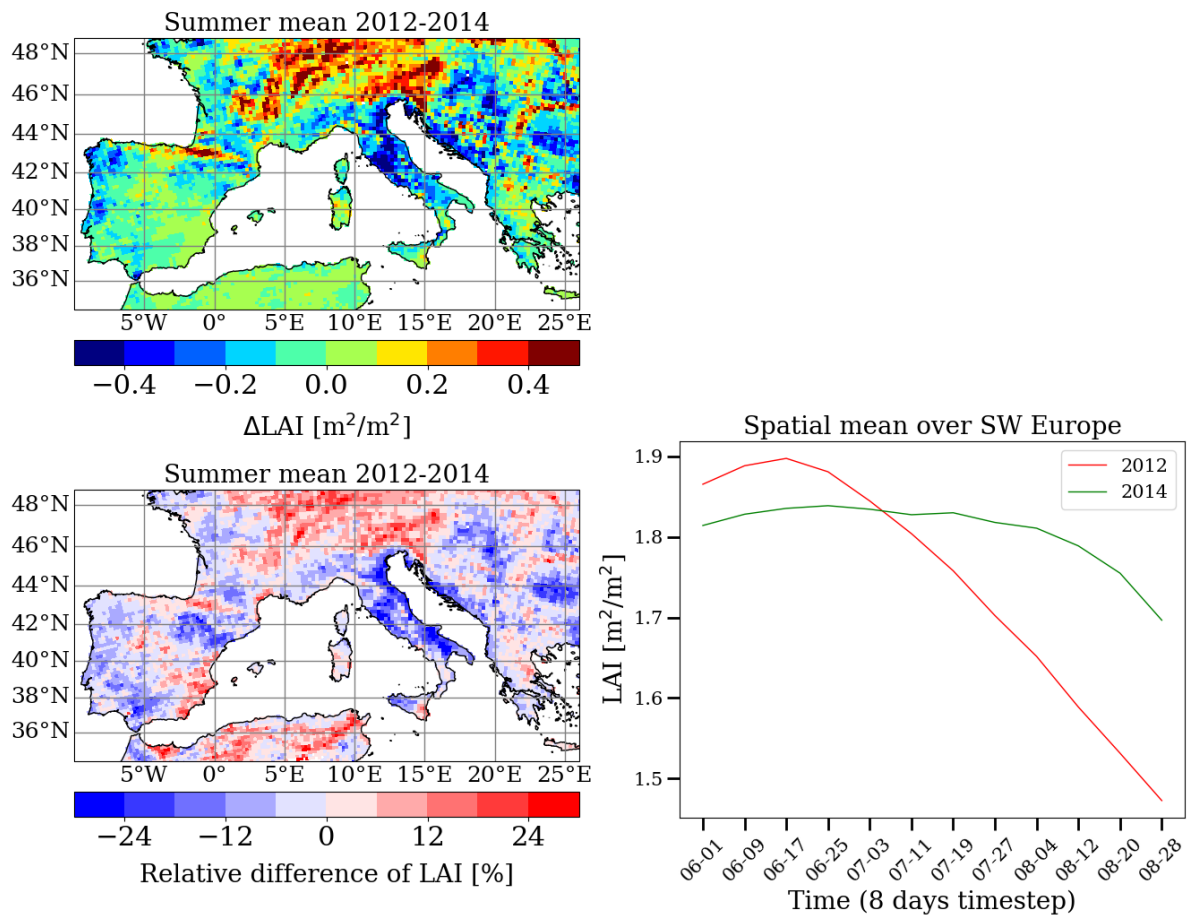 Summer mean 2012-2014
48°N
46°N
44°N
42°N
40°N
38°N
36°N
5°W 0° 5°E 10°E 15°E 20°E 25°E
−0.4 −0.2 0.0 0.2 0.4
ΔLAI [m²/m²]
Summer mean 2012-2014
48°N
46°N
44°N
42°N
40°N
38°N
36°N
5°W 0° 5°E 10°E 15°E 20°E 25°E
−24 −12 0 12 24
Relative difference of LAI [%]
Spatial mean over SW Europe
2012
2014
LAI [m²/m²]
1.9
1.8
1.7
1.6
1.5
06-01 06-09 06-17 06-25 07-03 07-11 07-19 07-27 08-04 08-12 08-20 08-28
Time (8 days timestep)